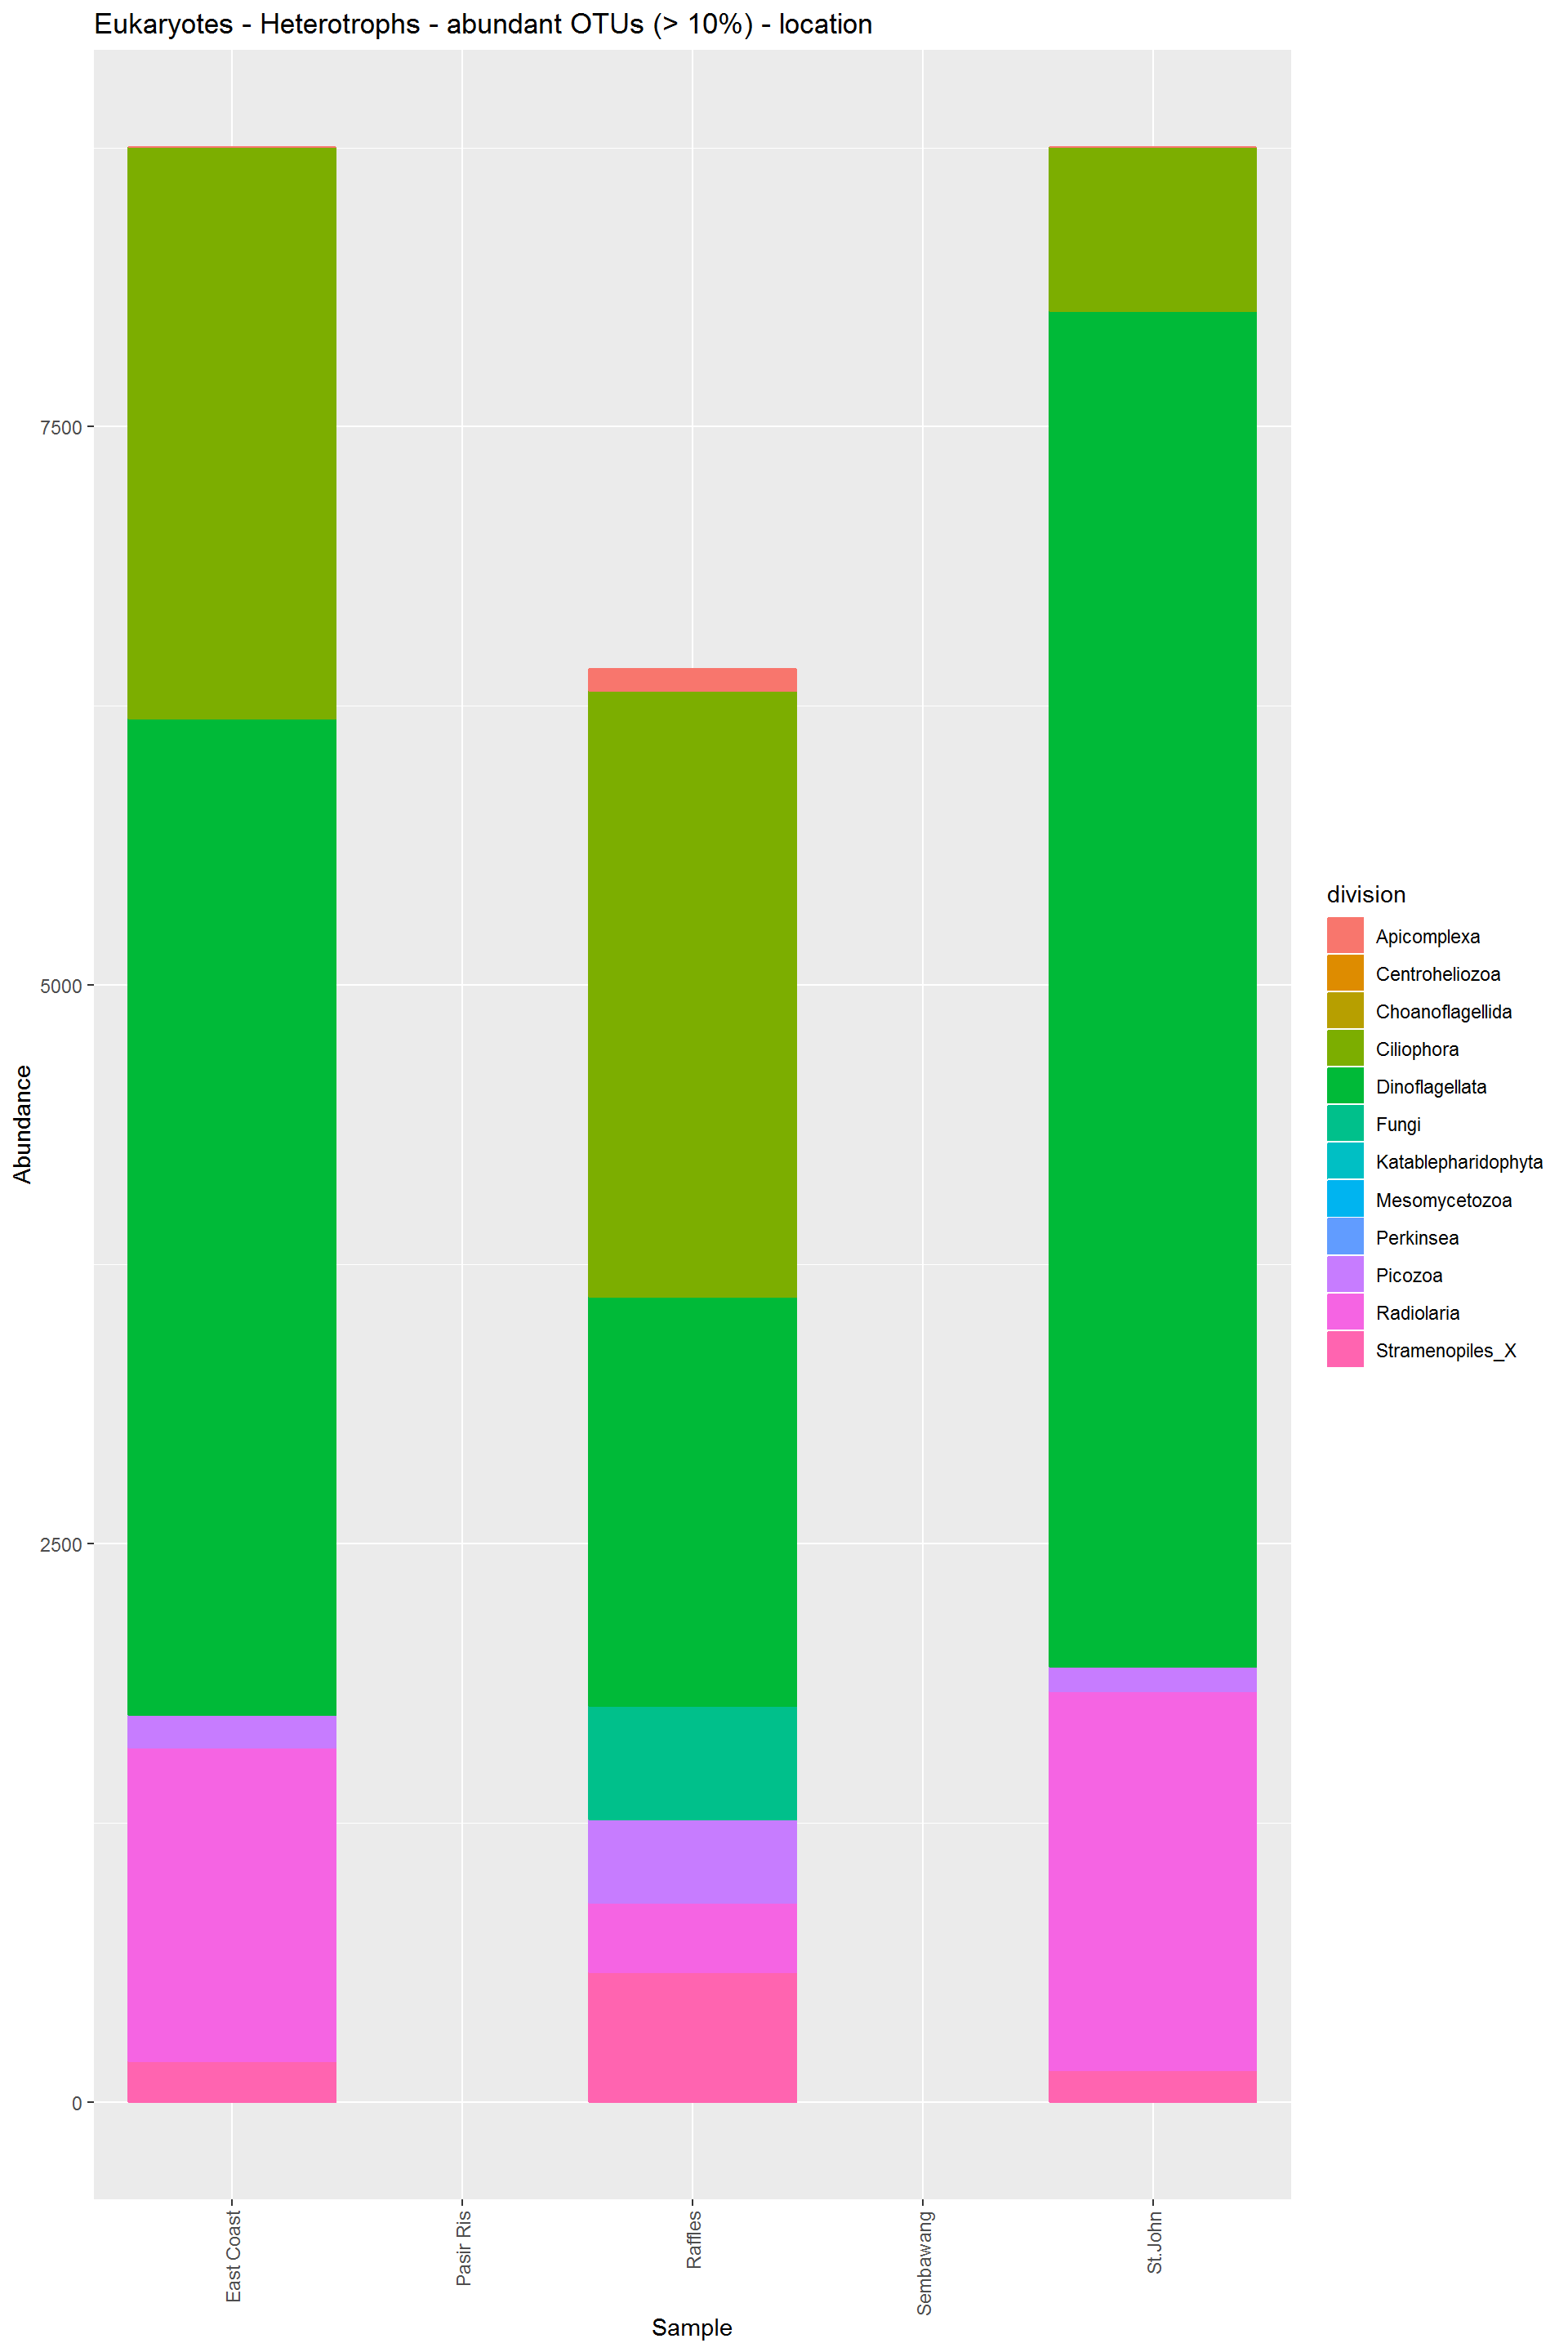 Eukaryotes - Heterotrophs - abundant OTUs (> 10%) - location
7500
5000
2500
0
Abundance
East Coast
Pasir Ris
Raffles
Sembawang
St.John
Sample
division
Apicomplexa
Centroheliozoa
Choanoflagellida
Ciliophora
Dinoflagellata
Fungi
Katablepharidophyta
Mesomycetozoa
Perkinsea
Picozoa
Radiolaria
Stramenopiles_X